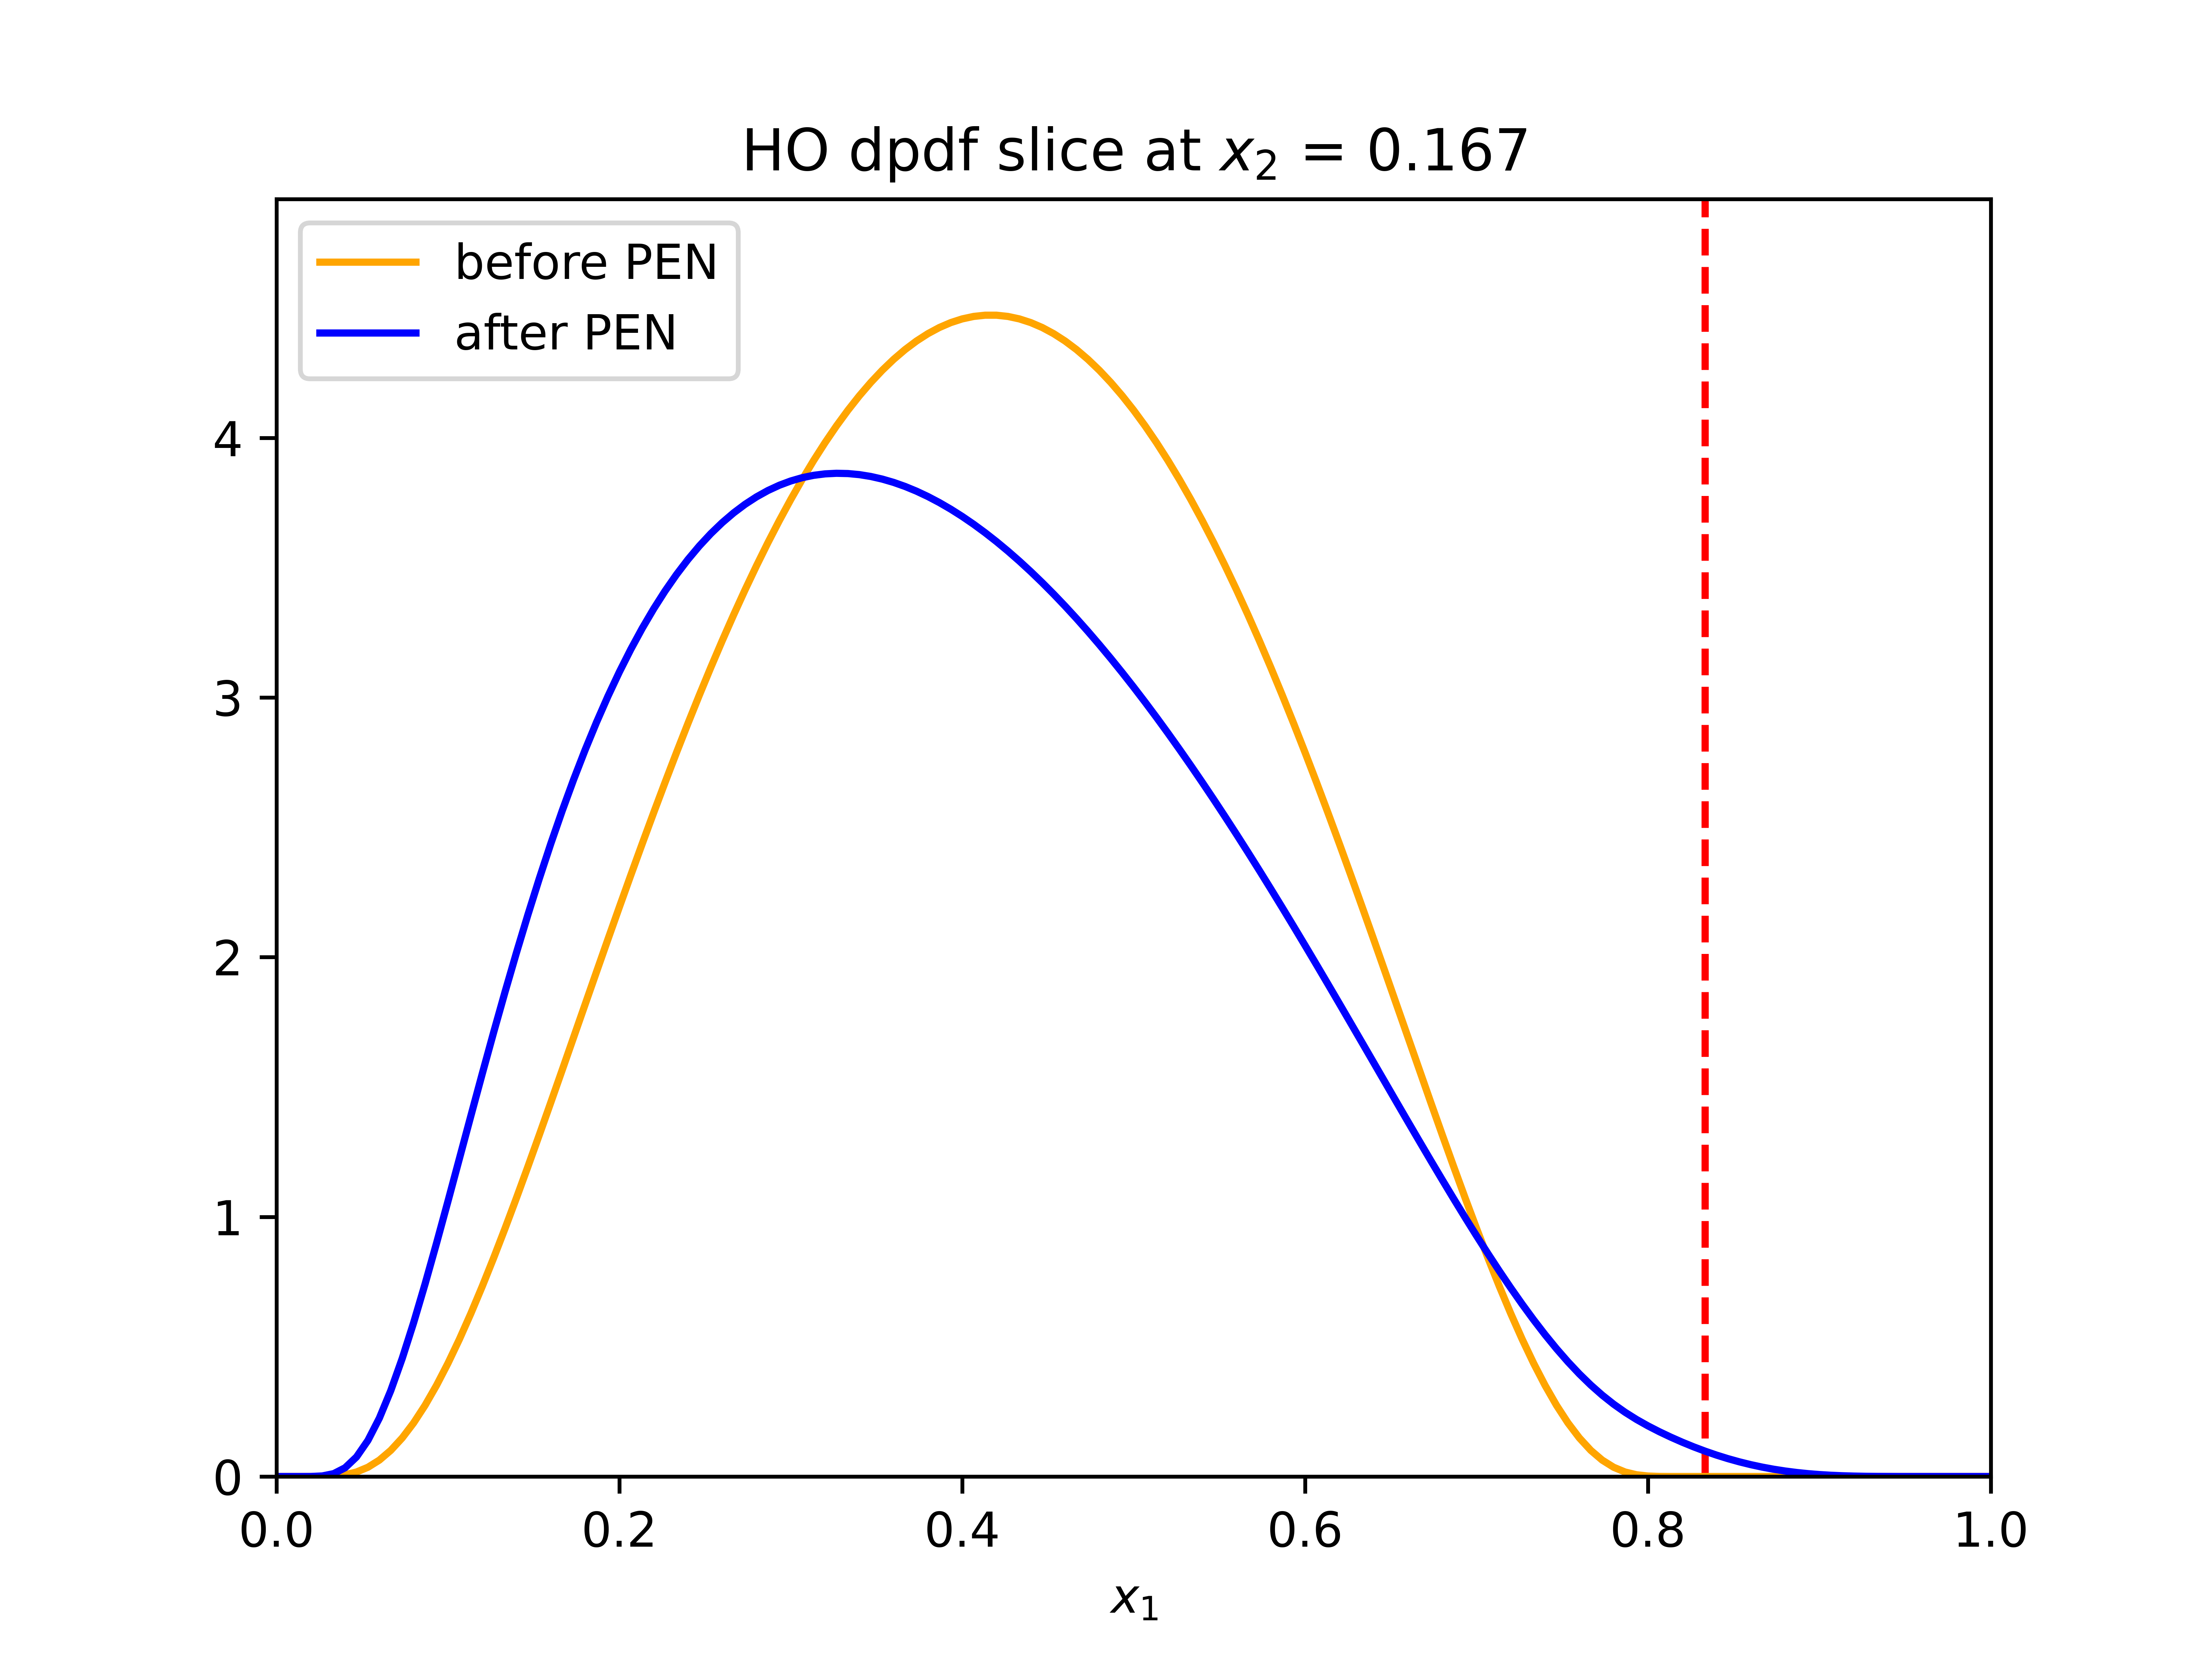 HO dpdf slice at x₂ = 0.167
before PEN
after PEN
4
3
2
1
0
0.0 0.2 0.4 0.6 0.8 1.0
x₁